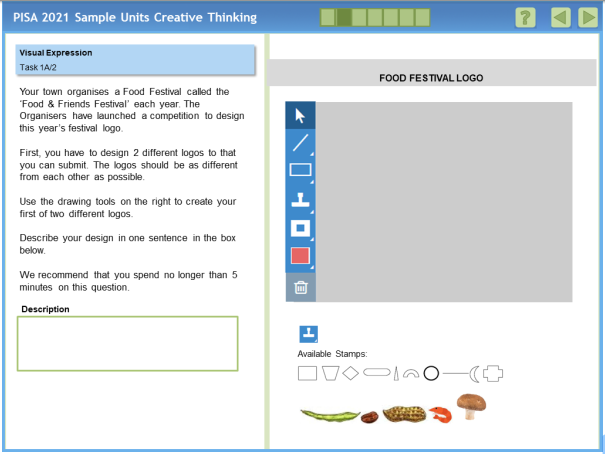 PISA 2021 Sample Units Creative Thinking
?
Visual Expression
Task 1A/2
Your town organises a Food Festival called the
‘Food & Friends Festival’ each year. The
Organisers have launched a competition to design
this year’s festival logo.
First, you have to design 2 different logos to that
you can submit. The logos should be as different
from each other as possible.
Use the drawing tools on the right to create your
first of two different logos.
Describe your design in one sentence in the box
below.
We recommend that you spend no longer than 5
minutes on this question.
Description
FOOD FESTIVAL LOGO
Available Stamps: